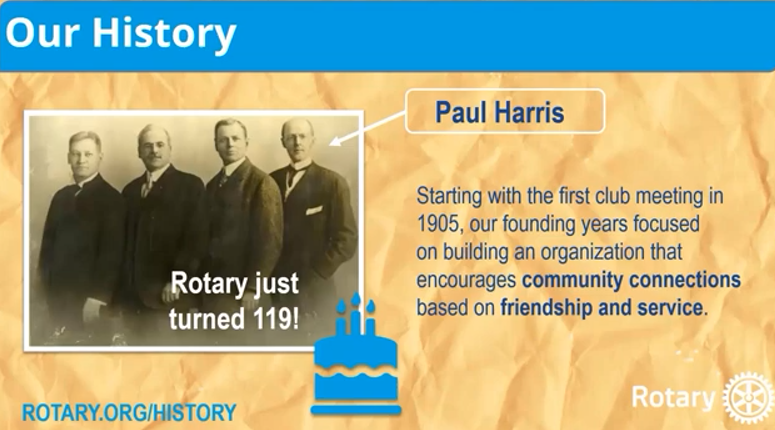 Our History
Paul Harris
Starting with the first club meeting in
1905, our founding years focused
on building an organization that
encourages community connections
based on friendship and service.
Rotary just
turned 119!
ROTARY.ORG/HISTORY
Rotary